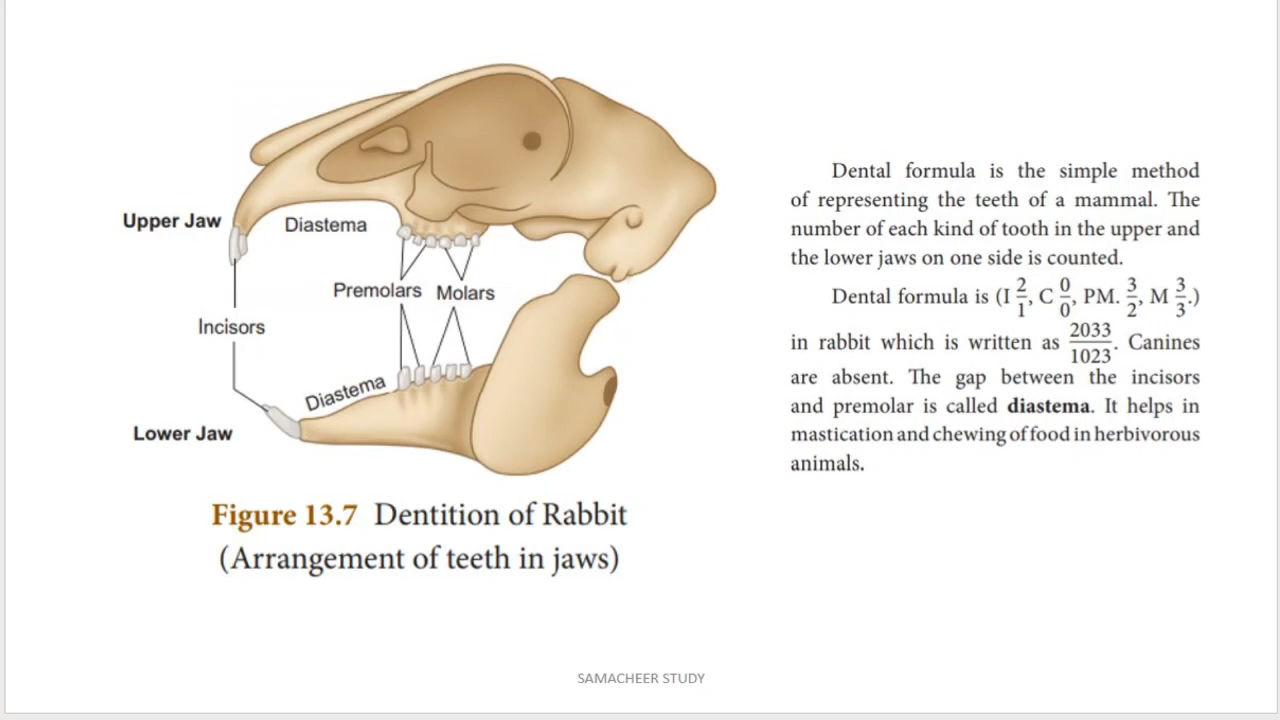 Upper Jaw
Diastema
Premolars Molars
Incisors
Diastema
Lower Jaw
Figure 13.7 Dentition of Rabbit
(Arrangement of teeth in jaws)
Dental formula is the simple method
of representing the teeth of a mammal. The
number of each kind of tooth in the upper and
the lower jaws on one side is counted.
Dental formula is (I 2/1, C 0/0, PM. 3/2, M 3/3.)
in rabbit which is written as 2033/1023. Canines
are absent. The gap between the incisors
and premolar is called diastema. It helps in
mastication and chewing of food in herbivorous
animals.
SAMACHEER STUDY